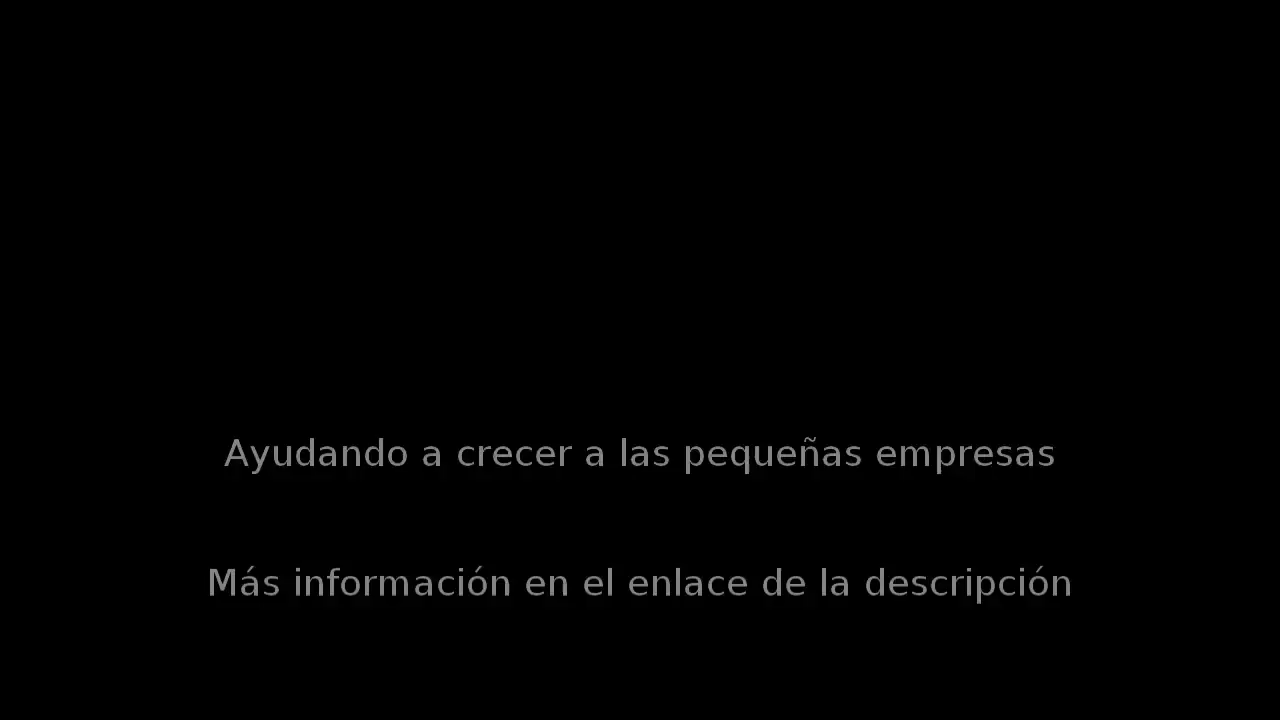 Ayudando a crecer a las pequeñas empresas
Más información en el enlace de la descripción